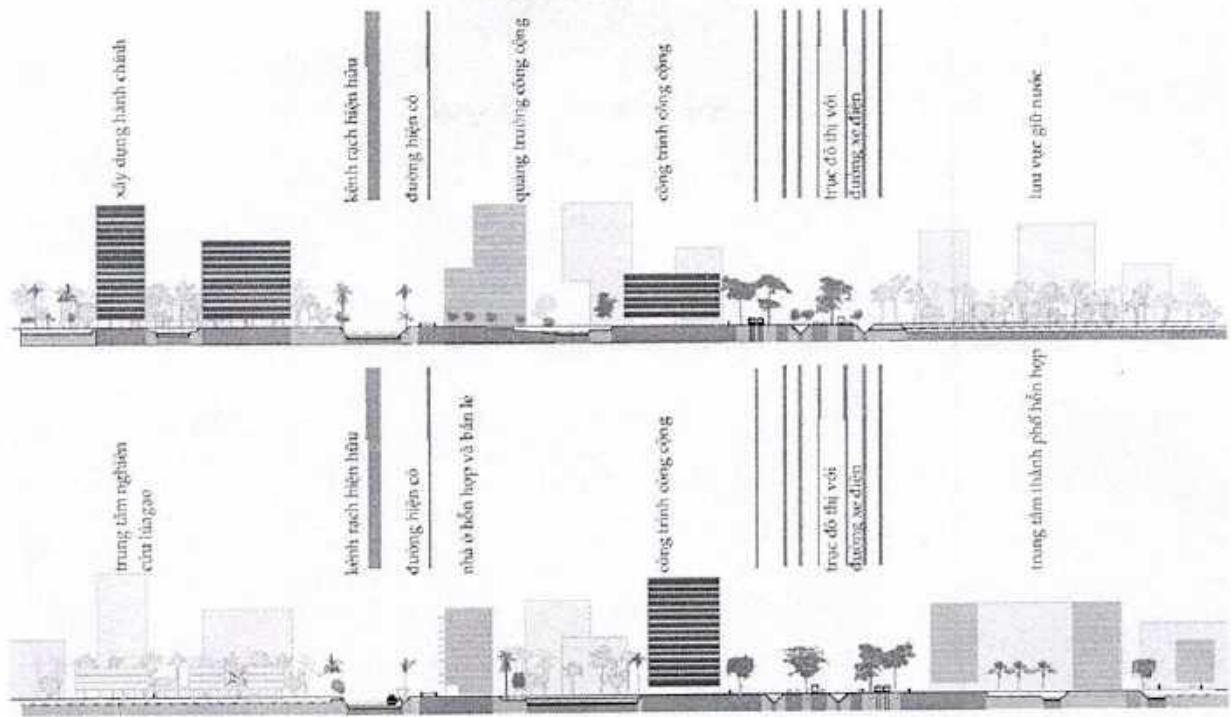 xây dựng hành chính
kênh rạch hiện hữu
đường hiện có
quảng trường công cộng
công trình công cộng
trục đô thị với
đường xe điện
lưu vực giữ nước
trung tâm nghiên
cứu lúa gạo
kênh rạch hiện hữu
đường hiện có
nhà ở hỗn hợp và bán lẻ
công trình công cộng
trục đô thị với
đường xe điện
trung tâm thành phố hỗn hợp